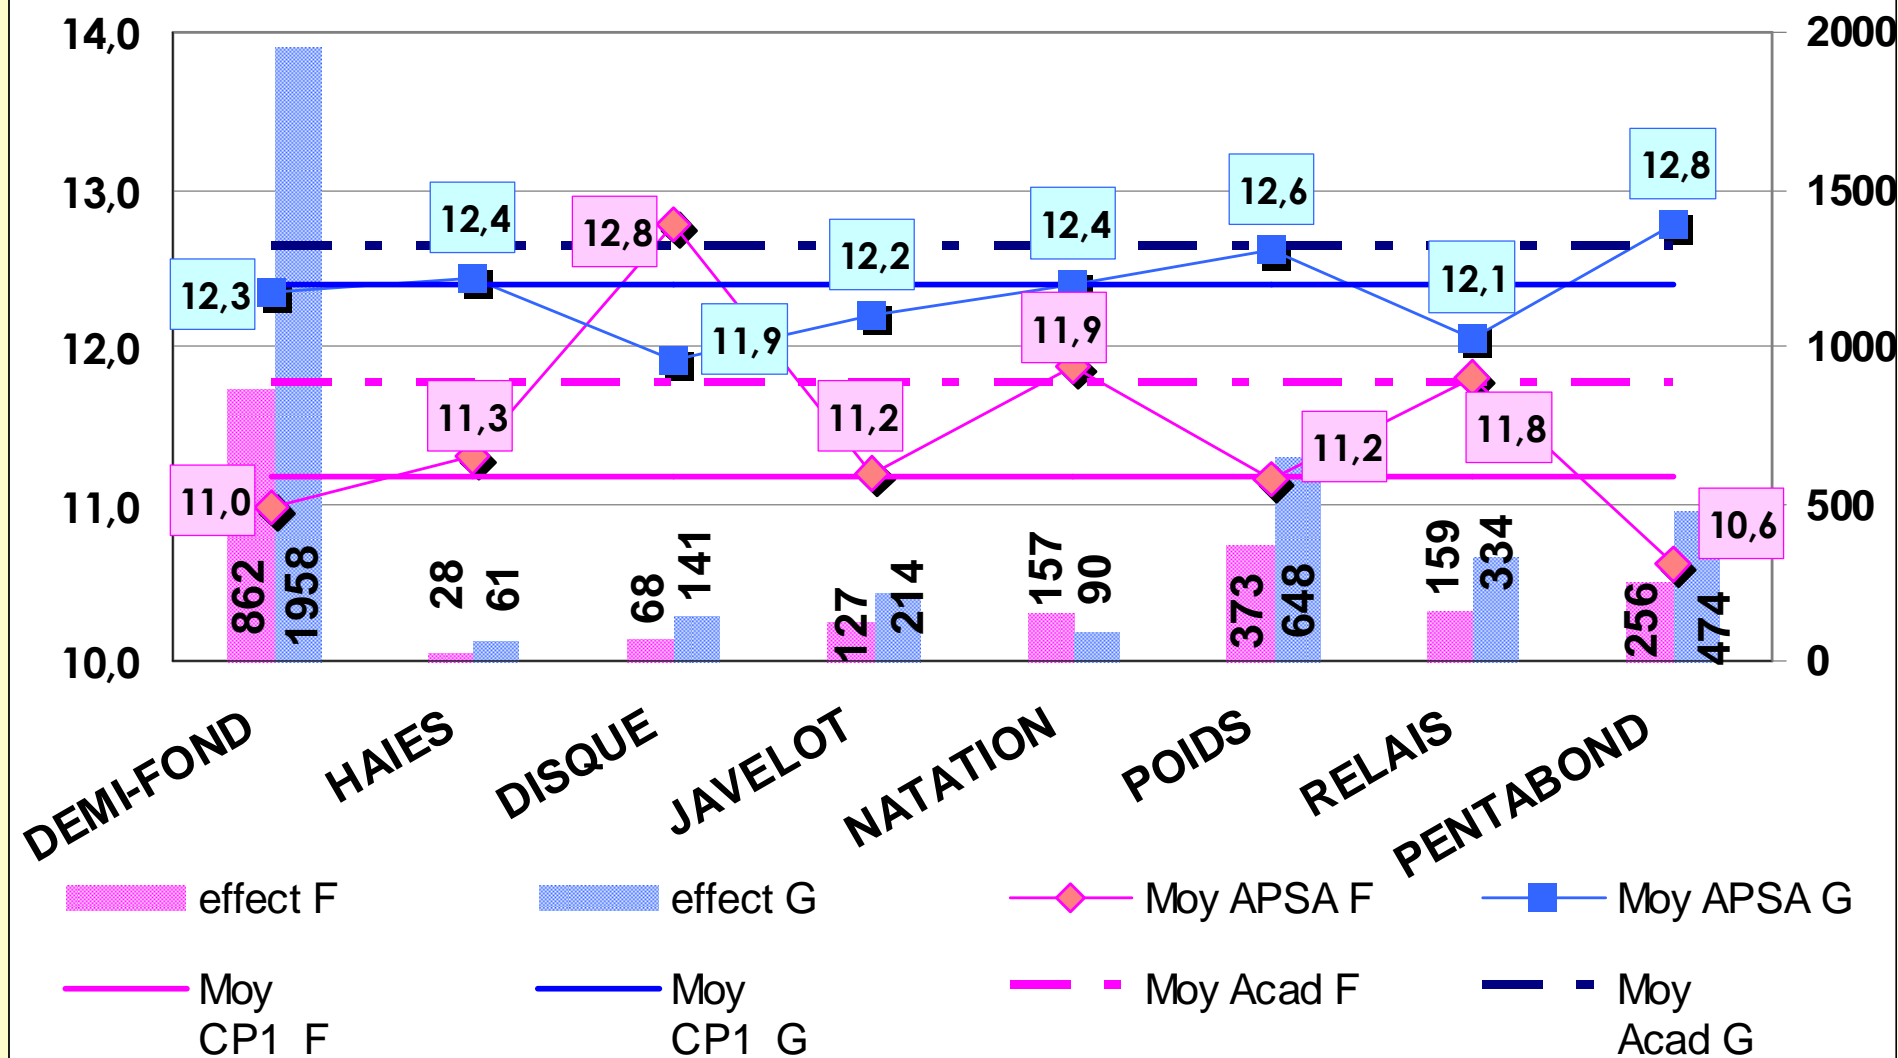 14,0
2000
13,0
1500
12,0
1000
11,0
500
10,0
0
12,3
12,4
11,9
12,2
12,4
12,6
12,1
12,8
11,0
11,3
12,8
11,2
11,9
11,2
11,8
10,6
862
1958
28
61
68
141
127
214
157
90
373
648
159
334
256
474
DEMI-FOND
HAIES
DISQUE
JAVELOT
NATATION
POIDS
RELAIS
PENTABOND
effect F
effect G
Moy APSA F
Moy APSA G
Moy
CP1 F
Moy
CP1 G
Moy Acad F
Moy
Acad G